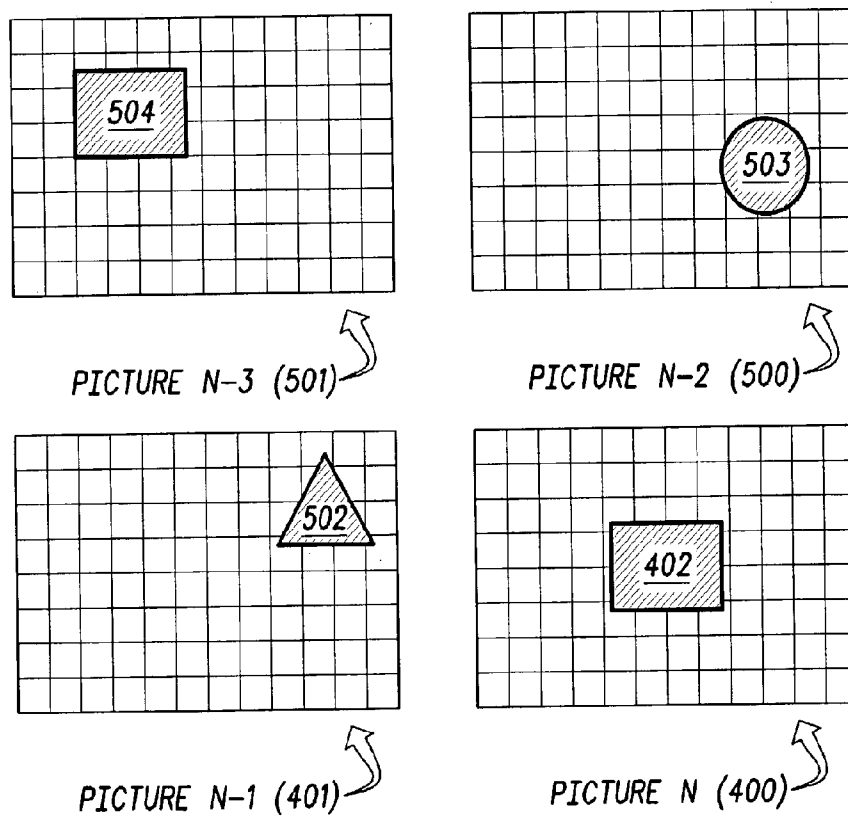 504
503
PICTURE N-3 (501)
PICTURE N-2 (500)
502
402
PICTURE N-1 (401)
PICTURE N (400)